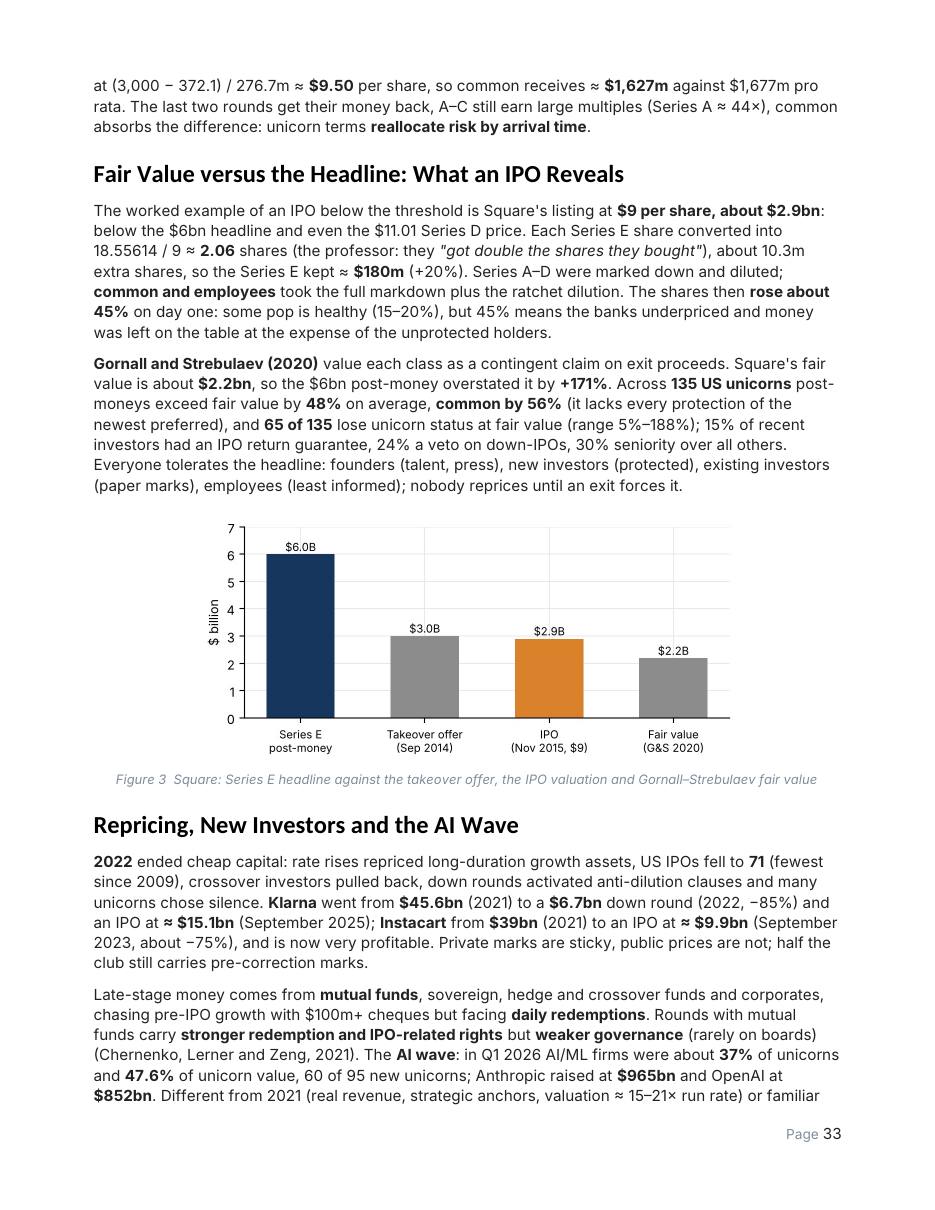 at (3,000 − 372.1) / 276.7m ≈ $9.50 per share, so common receives ≈ $1,627m against $1,677m pro
rata. The last two rounds get their money back, A–C still earn large multiples (Series A ≈ 44×), common
absorbs the difference: unicorn terms reallocate risk by arrival time.
Fair Value versus the Headline: What an IPO Reveals
The worked example of an IPO below the threshold is Square's listing at $9 per share, about $2.9bn:
below the $6bn headline and even the $11.01 Series D price. Each Series E share converted into
18.55614 / 9 ≈ 2.06 shares (the professor: they "got double the shares they bought"), about 10.3m
extra shares, so the Series E kept ≈ $180m (+20%). Series A–D were marked down and diluted;
common and employees took the full markdown plus the ratchet dilution. The shares then rose about
45% on day one: some pop is healthy (15–20%), but 45% means the banks underpriced and money
was left on the table at the expense of the unprotected holders.
Gornall and Strebulaev (2020) value each class as a contingent claim on exit proceeds. Square's fair
value is about $2.2bn, so the $6bn post-money overstated it by +171%. Across 135 US unicorns post-
moneys exceed fair value by 48% on average, common by 56% (it lacks every protection of the
newest preferred), and 65 of 135 lose unicorn status at fair value (range 5%–188%); 15% of recent
investors had an IPO return guarantee, 24% a veto on down-IPOs, 30% seniority over all others.
Everyone tolerates the headline: founders (talent, press), new investors (protected), existing investors
(paper marks), employees (least informed); nobody reprices until an exit forces it.
$ billion
7
6
5
4
3
2
1
0
$6.0B
$3.0B
$2.9B
$2.2B
Series E
post-money
Takeover offer
(Sep 2014)
IPO
(Nov 2015, $9)
Fair value
(G&S 2020)
Figure 3 Square: Series E headline against the takeover offer, the IPO valuation and Gornall–Strebulaev fair value
Repricing, New Investors and the AI Wave
2022 ended cheap capital: rate rises repriced long-duration growth assets, US IPOs fell to 71 (fewest
since 2009), crossover investors pulled back, down rounds activated anti-dilution clauses and many
unicorns chose silence. Klarna went from $45.6bn (2021) to a $6.7bn down round (2022, −85%) and
an IPO at ≈ $15.1bn (September 2025); Instacart from $39bn (2021) to an IPO at ≈ $9.9bn (September
2023, about −75%), and is now very profitable. Private marks are sticky, public prices are not; half the
club still carries pre-correction marks.
Late-stage money comes from mutual funds, sovereign, hedge and crossover funds and corporates,
chasing pre-IPO growth with $100m+ cheques but facing daily redemptions. Rounds with mutual
funds carry stronger redemption and IPO-related rights but weaker governance (rarely on boards)
(Chernenko, Lerner and Zeng, 2021). The AI wave: in Q1 2026 AI/ML firms were about 37% of unicorns
and 47.6% of unicorn value, 60 of 95 new unicorns; Anthropic raised at $965bn and OpenAI at
$852bn. Different from 2021 (real revenue, strategic anchors, valuation ≈ 15–21× run rate) or familiar
Page 33